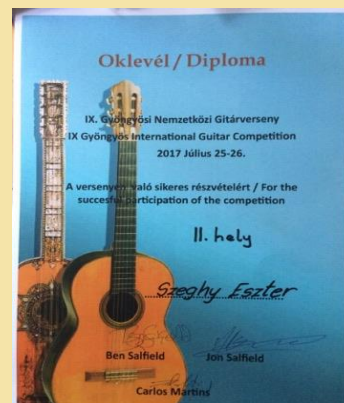 Oklevél / Diploma
IX. Gyöngyösi Nemzetközi Gitárverseny
IX Gyöngyös International Guitar Competition
2017 Július 25-26.
A versenyen való sikeres részvételért / For the
succesful participation of the competition
II. hely
Szeghy Eszter
Ben Salfield
Jon Salfield
Carlos Martins